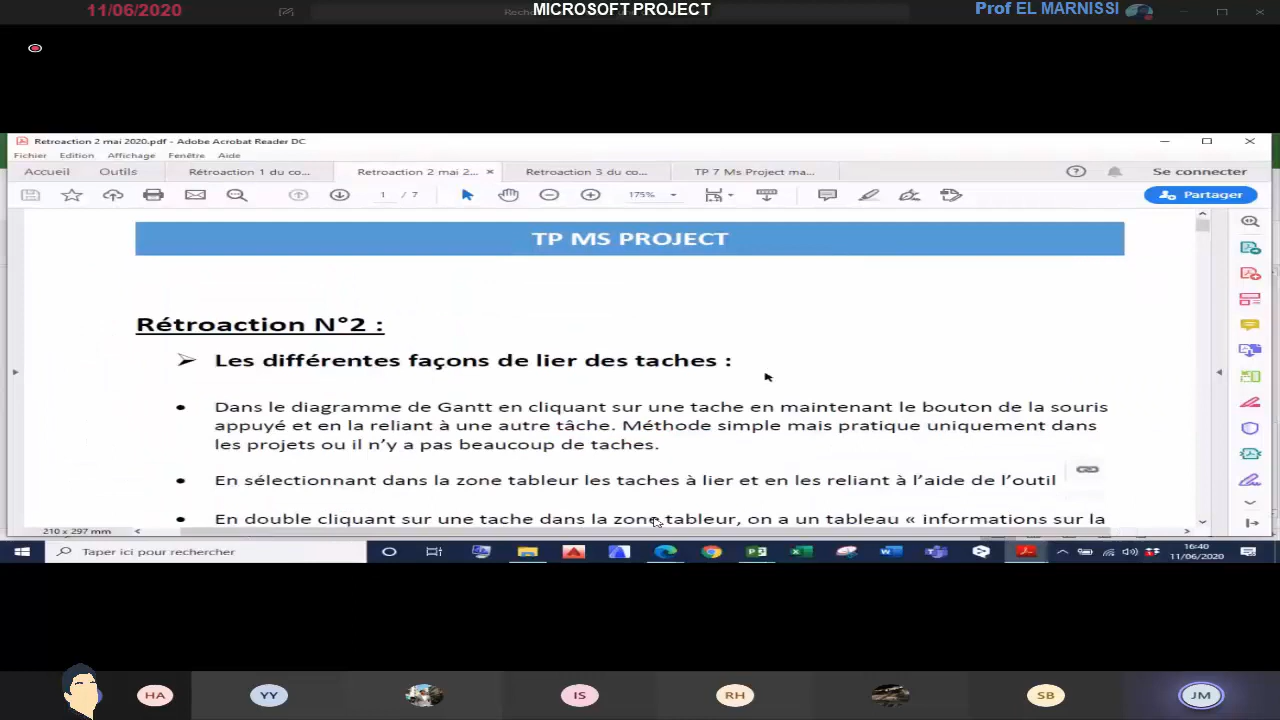 11/06/2020
MICROSOFT PROJECT
Prof EL MARNISSI
Retroaction 2 mai 2020.pdf - Adobe Acrobat Reader DC
Fichier Edition Affichage Fenêtre Aide
Accueil Outils Rétroaction 1 du co... Retroaction 2 mai 2... × Retroaction 3 du co... TP 7 Ms Project ma... Se connecter
1 / 7 175% Partager
TP MS PROJECT
Rétroaction N°2 :
Les différentes façons de lier des taches :
• Dans le diagramme de Gantt en cliquant sur une tache en maintenant le bouton de la souris
appuyé et en la reliant à une autre tâche. Méthode simple mais pratique uniquement dans
les projets ou il n'y a pas beaucoup de taches.
• En sélectionnant dans la zone tableur les taches à lier et en les reliant à l'aide de l'outil
• En double cliquant sur une tache dans la zone tableur, on a un tableau « informations sur la
210 x 297 mm
Taper ici pour rechercher
16:40
11/06/2020
HA YY IS RH SB JM